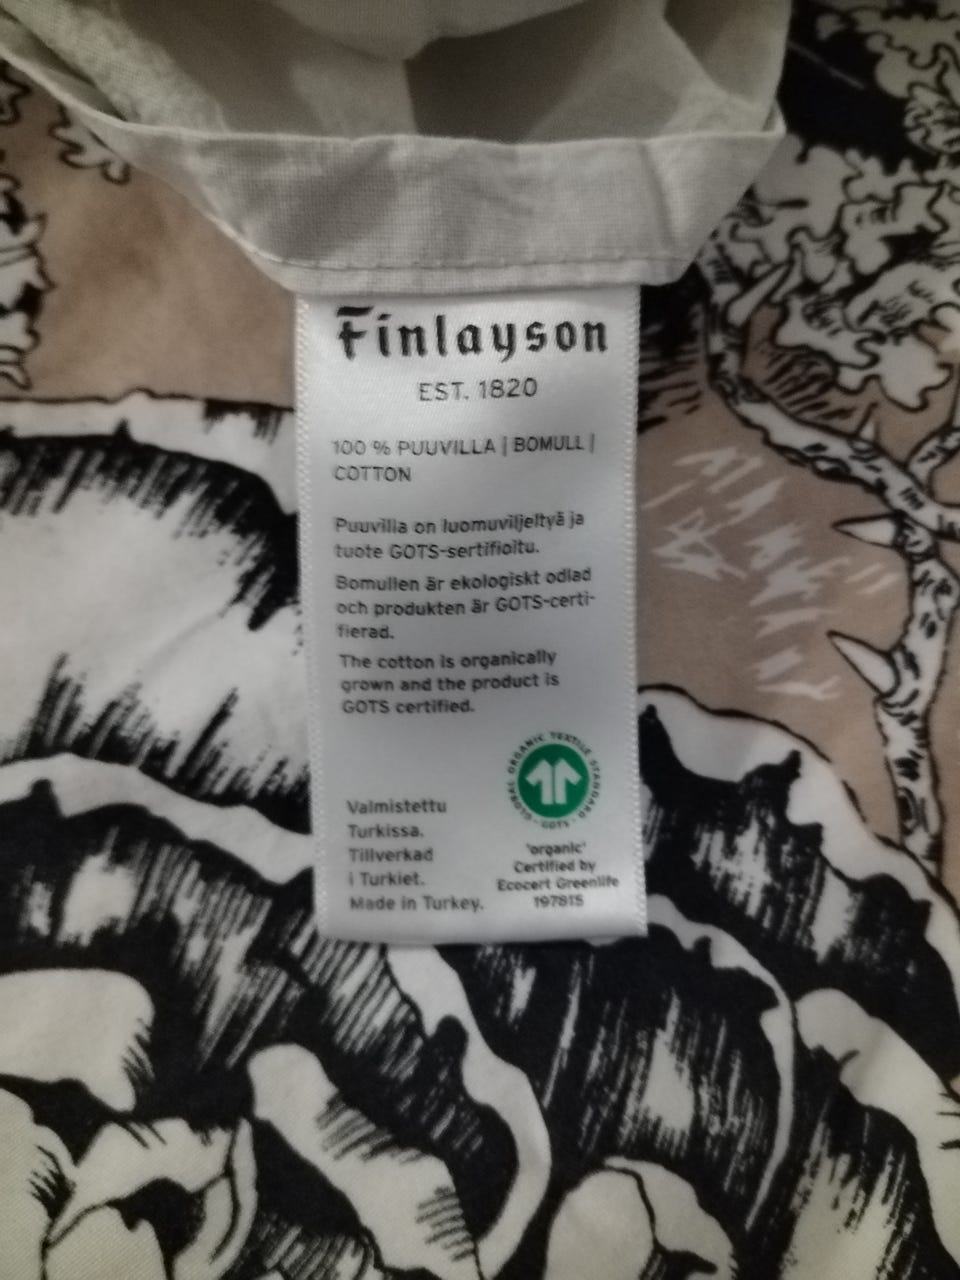 Finlayson
EST. 1820
100 % PUUVILLA | BOMULL |
COTTON
Puuvilla on luomuviljeltyä ja
tuote GOTS-sertifioitu.
Bomullen är ekologiskt odlad
och produkten är GOTS-certi-
fierad.
The cotton is organically
grown and the product is
GOTS certified.
GLOBAL ORGANIC TEXTILE STANDARD
· GOTS ·
Valmistettu
Turkissa.
Tillverkad
i Turkiet.
Made in Turkey.
'organic'
Certified by
Ecocert Greenlife
197815